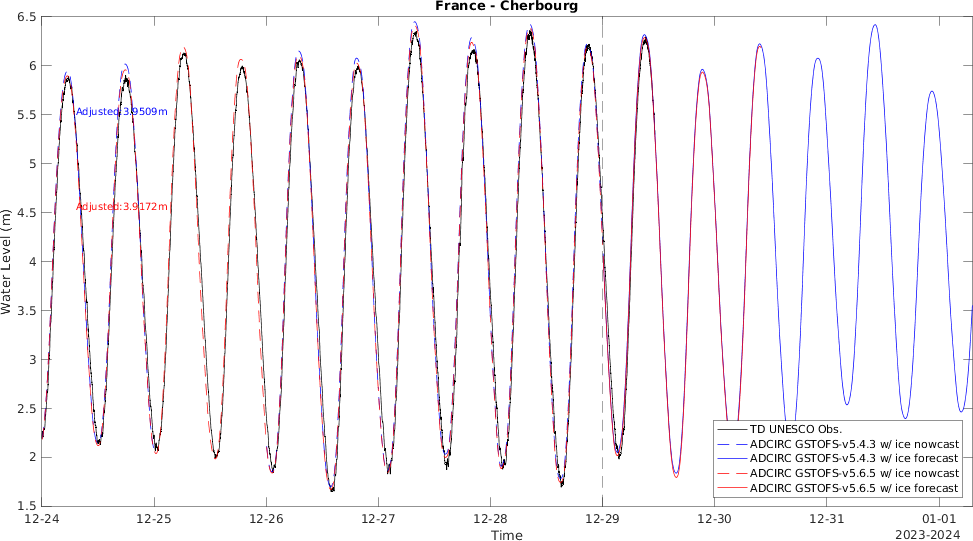 France - Cherbourg
6.5
6
5.5
5
4.5
4
3.5
3
2.5
2
1.5
Water Level (m)
Adjusted:3.9509m
Adjusted:3.9172m
TD UNESCO Obs.
ADCIRC GSTOFS-v5.4.3 w/ ice nowcast
ADCIRC GSTOFS-v5.4.3 w/ ice forecast
ADCIRC GSTOFS-v5.6.5 w/ ice nowcast
ADCIRC GSTOFS-v5.6.5 w/ ice forecast
12-24 12-25 12-26 12-27 12-28 12-29 12-30 12-31 01-01
Time
2023-2024